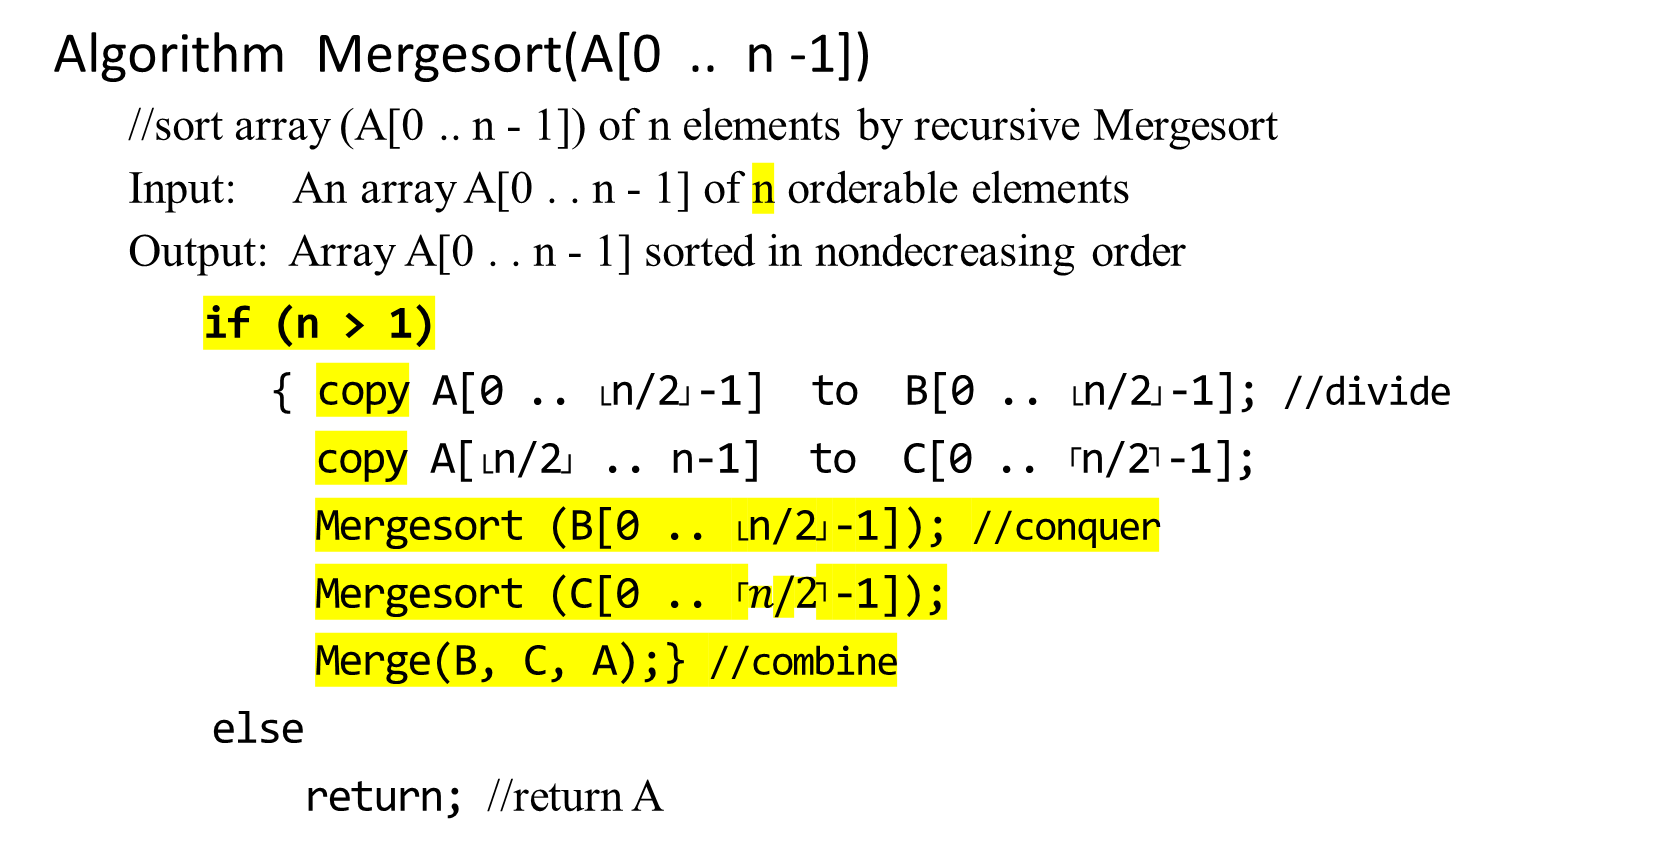 Algorithm Mergesort(A[0 .. n -1])
//sort array (A[0 .. n - 1]) of n elements by recursive Mergesort
Input: An array A[0 . . n - 1] of n orderable elements
Output: Array A[0 . . n - 1] sorted in nondecreasing order
if (n > 1)
{ copy A[0 .. ⌊n/2⌋-1] to B[0 .. ⌊n/2⌋-1]; //divide
copy A[⌊n/2⌋ .. n-1] to C[0 .. ⌈n/2⌉-1];
Mergesort (B[0 .. ⌊n/2⌋-1]); //conquer
Mergesort (C[0 .. ⌈n/2⌉-1]);
Merge(B, C, A);} //combine
else
return; //return A